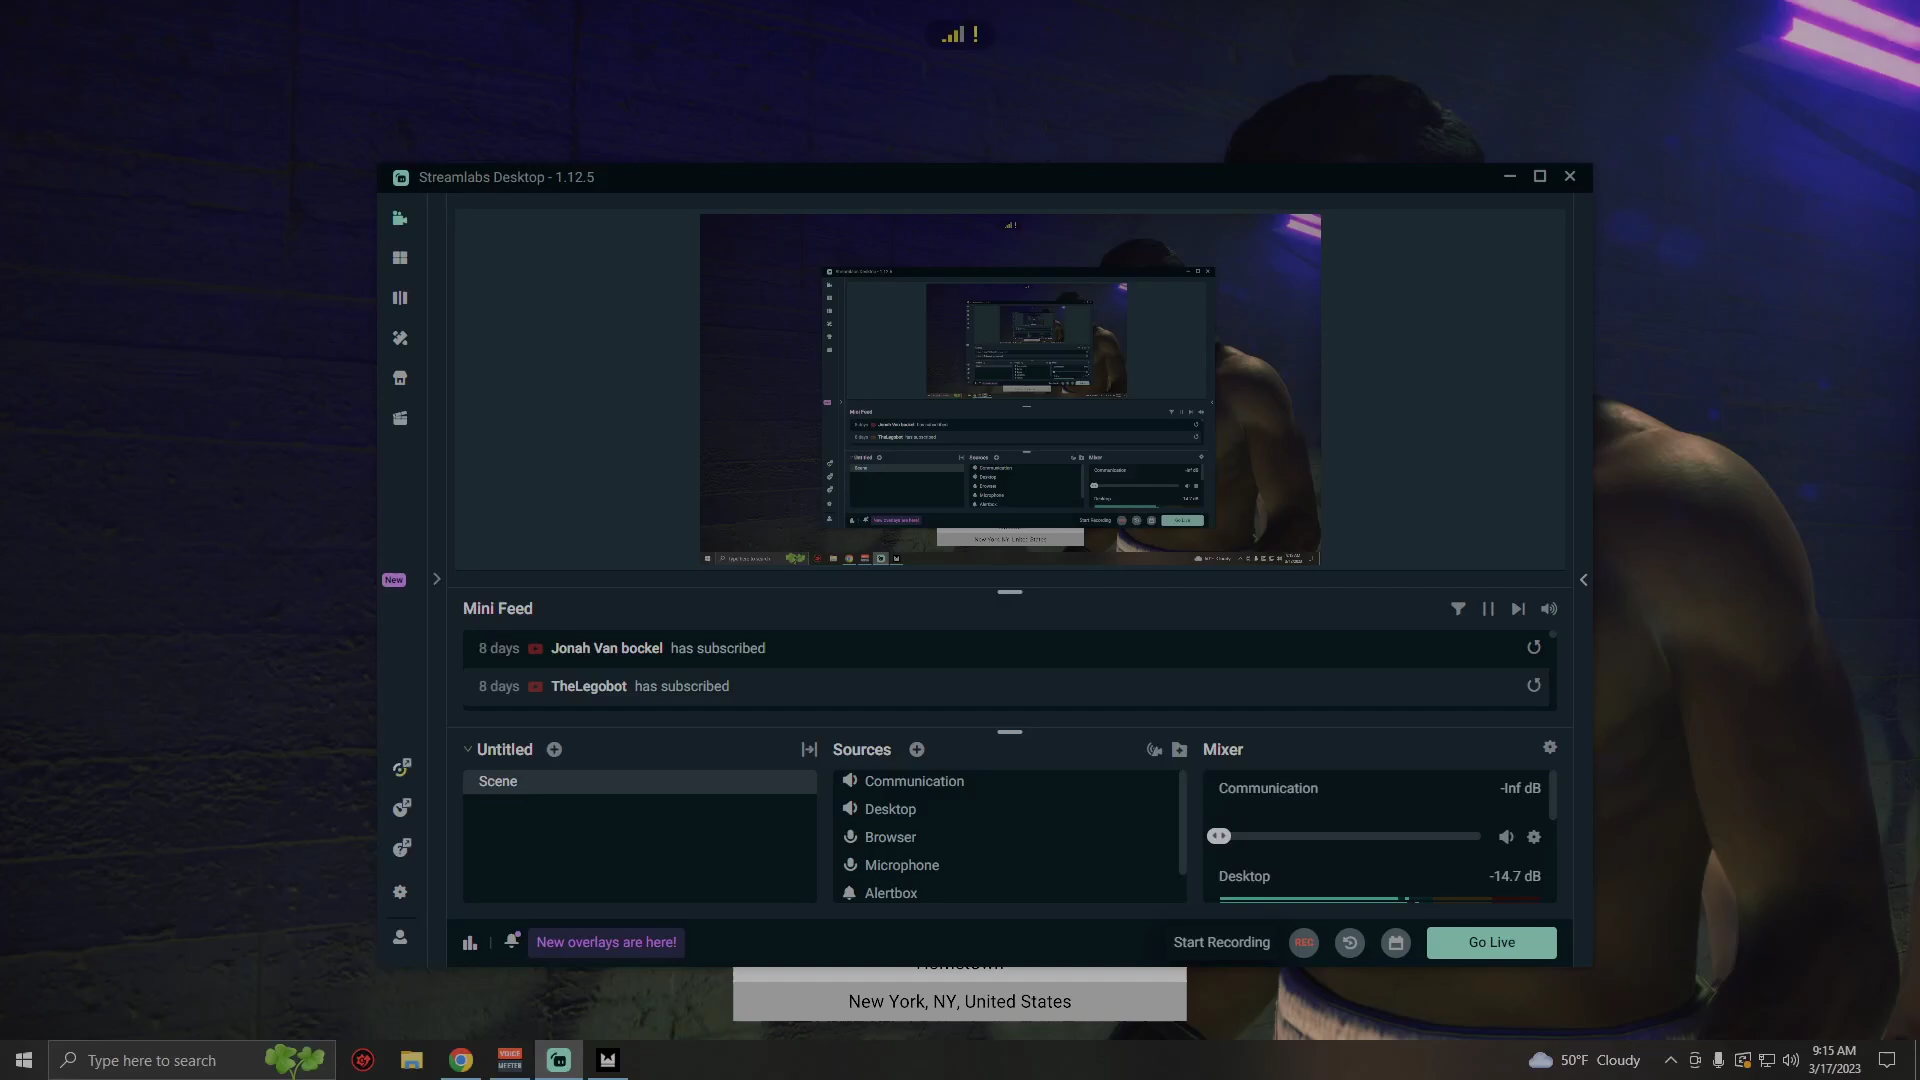 Streamlabs Desktop - 1.12.5
New
Mini Feed
8 days Jonah Van bockel has subscribed
8 days TheLegobot has subscribed
Untitled
Scene
Sources
Communication
Desktop
Browser
Microphone
Alertbox
Mixer
Communication -Inf dB
Desktop -14.7 dB
New overlays are here!
Start Recording
REC
Go Live
New York, NY, United States
Type here to search
VOICE
MEETER
50°F Cloudy
9:15 AM
3/17/2023